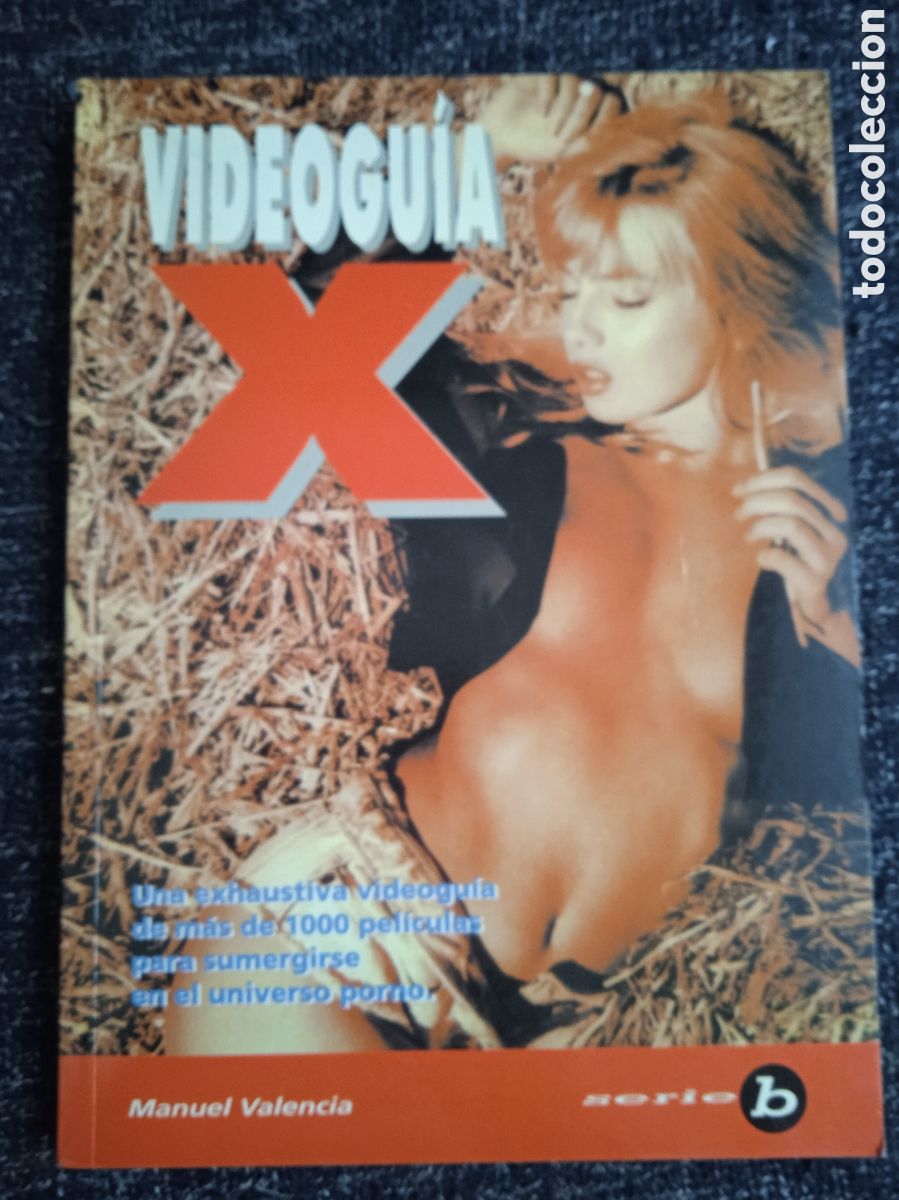 VIDEOGUÍA
X
Una exhaustiva videoguía
de más de 1000 películas
para sumergirse
en el universo porno.
Manuel Valencia
serie b
todocoleccion